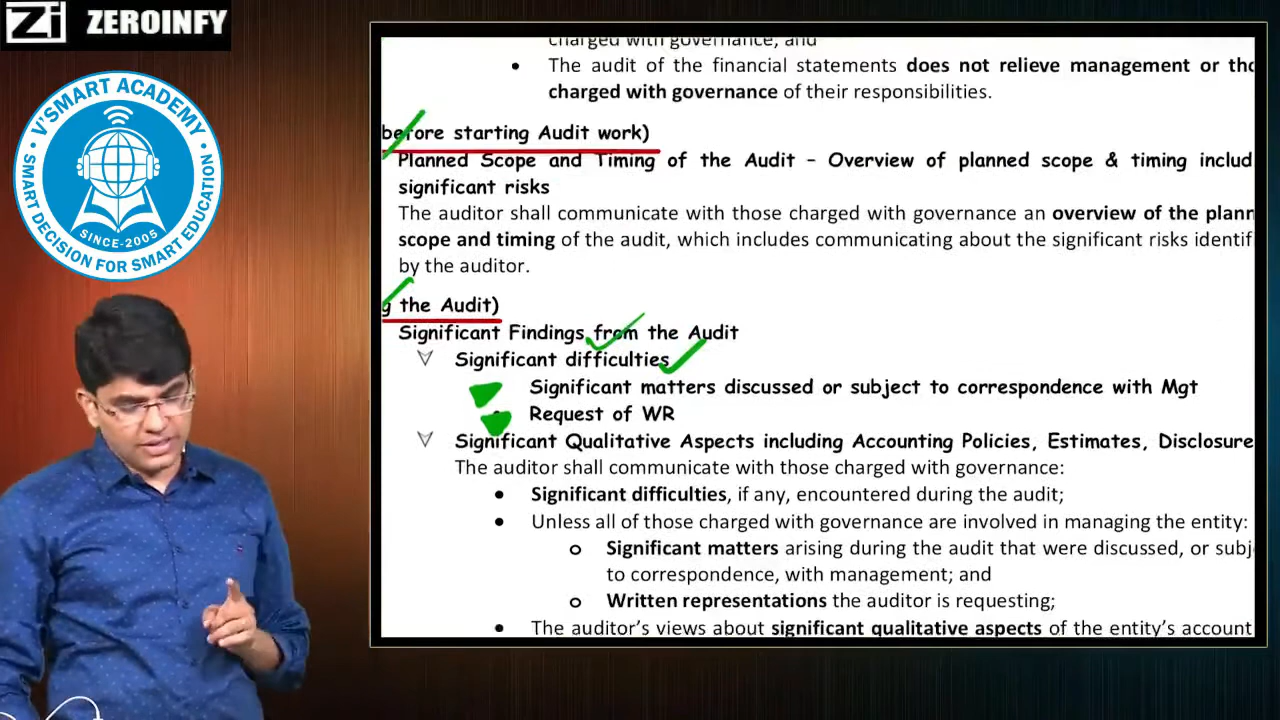 Zi ZEROINFY
V'SMART ACADEMY
SINCE-2005
SMART DECISION FOR SMART EDUCATION
charged with governance, and
• The audit of the financial statements does not relieve management or tho
charged with governance of their responsibilities.
before starting Audit work)
Planned Scope and Timing of the Audit – Overview of planned scope & timing includ
significant risks
The auditor shall communicate with those charged with governance an overview of the plann
scope and timing of the audit, which includes communicating about the significant risks identif
by the auditor.
g the Audit)
Significant Findings from the Audit
Significant difficulties
Significant matters discussed or subject to correspondence with Mgt
• Request of WR
Significant Qualitative Aspects including Accounting Policies, Estimates, Disclosure
The auditor shall communicate with those charged with governance:
• Significant difficulties, if any, encountered during the audit;
• Unless all of those charged with governance are involved in managing the entity:
o Significant matters arising during the audit that were discussed, or subj
to correspondence, with management; and
o Written representations the auditor is requesting;
• The auditor's views about significant qualitative aspects of the entity's account